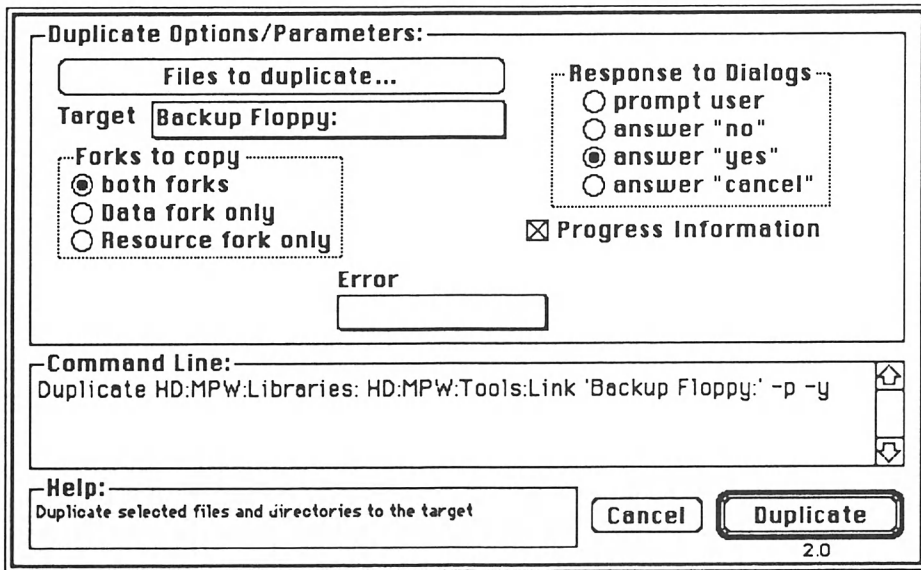 Duplicate Options/Parameters:
Files to duplicate...
Target Backup Floppy:
Forks to copy
both forks
Data fork only
Resource fork only
Response to Dialogs
prompt user
answer "no"
answer "yes"
answer "cancel"
Progress Information
Error
Command Line:
Duplicate HD:MPW:Libraries: HD:MPW:Tools:Link 'Backup Floppy:' -p -y
Help:
Duplicate selected files and directories to the target
Cancel
Duplicate
2.0